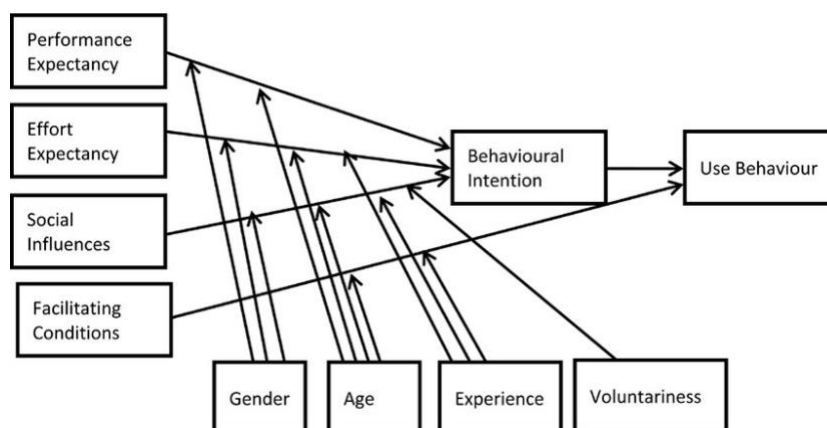 Performance
Expectancy
Effort
Expectancy
Behavioural
Intention
Use Behaviour
Social
Influences
Facilitating
Conditions
Gender
Age
Experience
Voluntariness